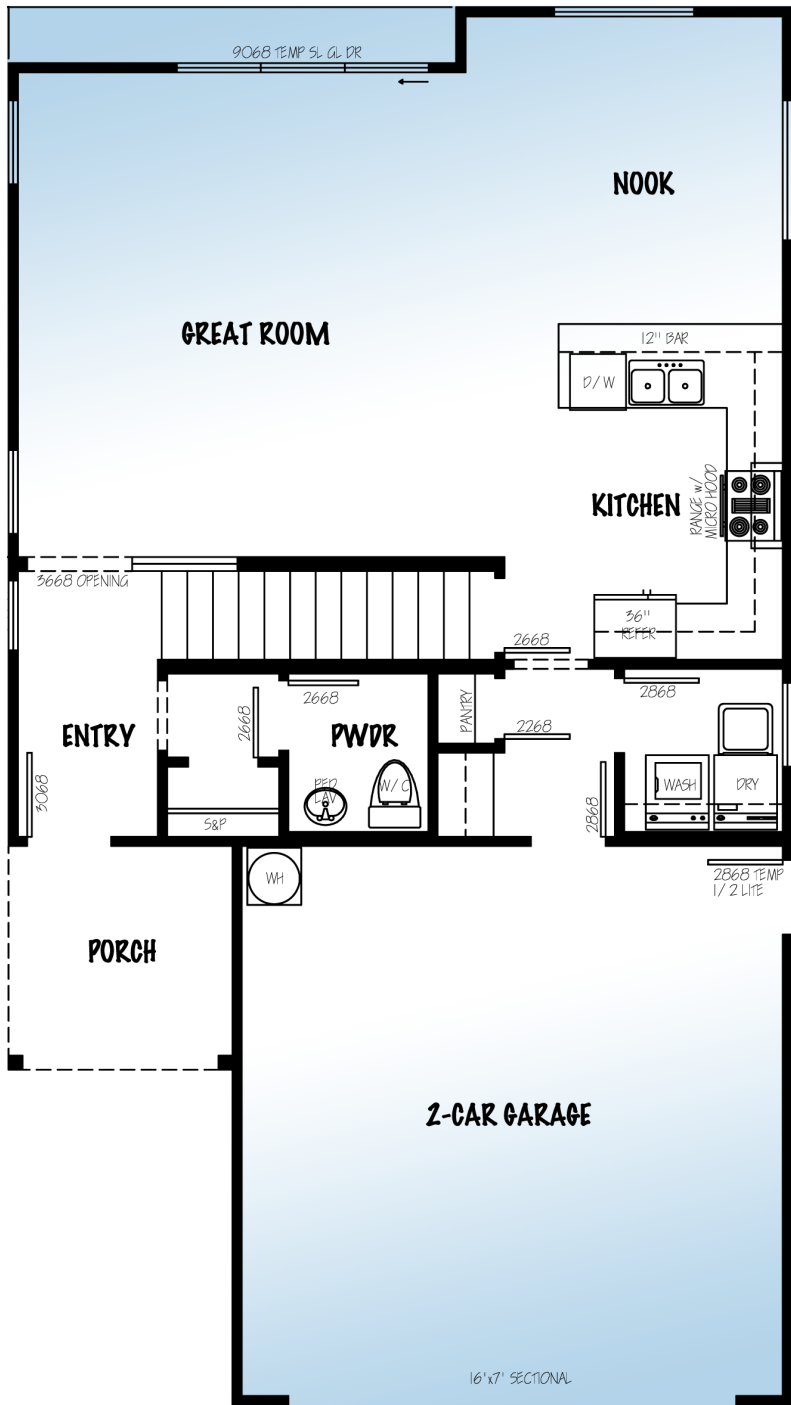 9068 TEMP SL GL DR
NOOK
GREAT ROOM
12" BAR
D/W
KITCHEN
RANGE w/
MICRO HOOD
3668 OPENING
36"
REFER
2668
2668
2868
PANTRY
2668
ENTRY
PWDR
2268
3068
PED
LAV
W/C
WASH
DRY
S&P
2868
WH
2868 TEMP
1/2 LITE
PORCH
2-CAR GARAGE
16'x7' SECTIONAL